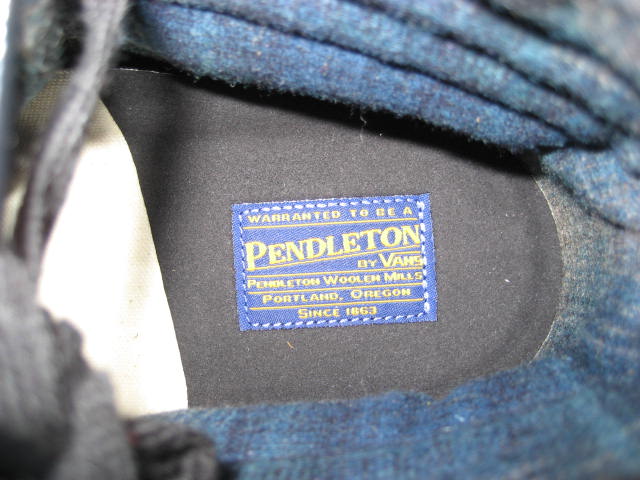 WARRANTED TO BE A
PENDLETON
BY VANS
PENDLETON WOOLEN MILLS
PORTLAND, OREGON
SINCE 1863